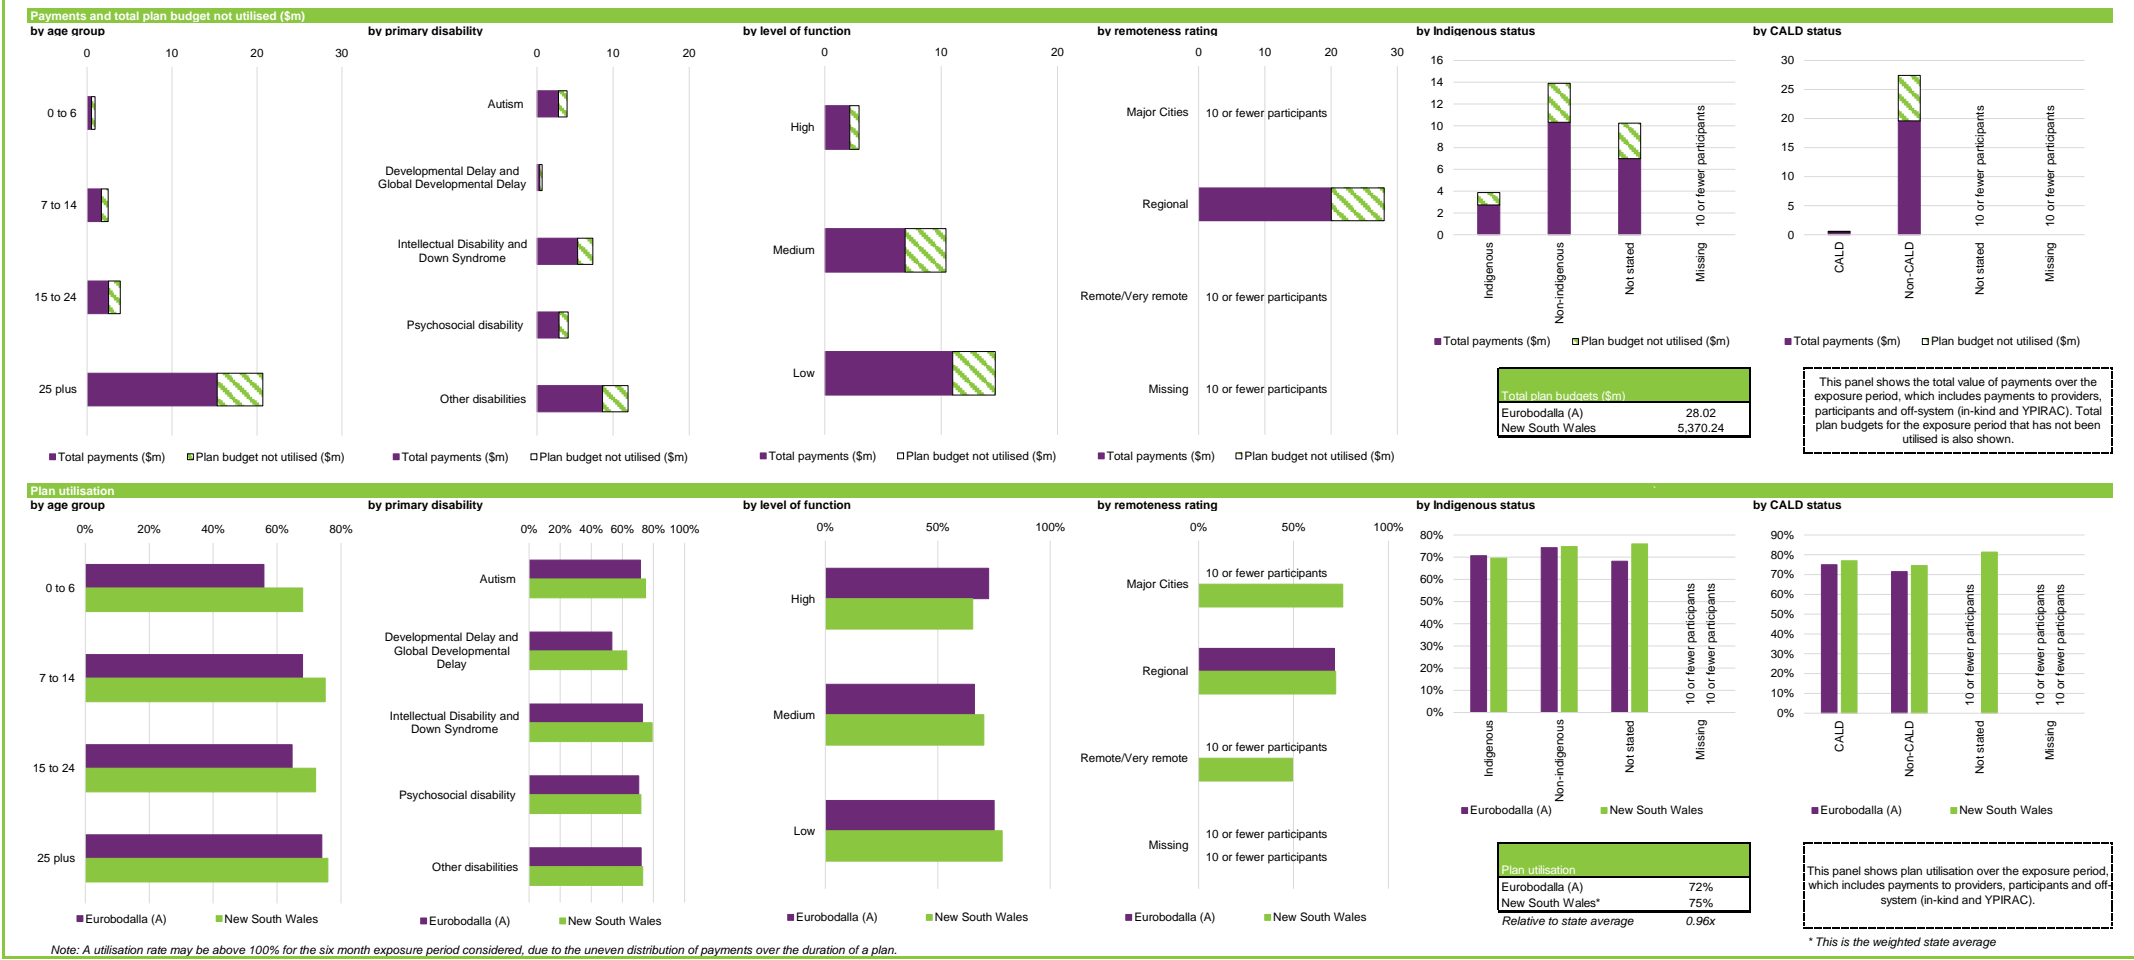 Payments and total plan budget not utilised ($m)
by age group
0 10 20 30
0 to 6
7 to 14
15 to 24
25 plus
Total payments ($m) Plan budget not utilised ($m)
by primary disability
0 10 20
Autism
Developmental Delay and
Global Developmental Delay
Intellectual Disability and
Down Syndrome
Psychosocial disability
Other disabilities
Total payments ($m) Plan budget not utilised ($m)
by level of function
0 10 20
High
Medium
Low
Total payments ($m) Plan budget not utilised ($m)
by remoteness rating
0 10 20 30
Major Cities 10 or fewer participants
Regional
Remote/Very remote 10 or fewer participants
Missing 10 or fewer participants
Total payments ($m) Plan budget not utilised ($m)
by Indigenous status
16
14
12
10
8
6
4
2
0
10 or fewer participants
Indigenous
Non-indigenous
Not stated
Missing
Total payments ($m) Plan budget not utilised ($m)
Total plan budgets ($m)
Eurobodalla (A) 28.02
New South Wales 5,370.24
by CALD status
30
25
20
15
10
5
0
10 or fewer participants
10 or fewer participants
CALD
Non-CALD
Not stated
Missing
Total payments ($m) Plan budget not utilised ($m)
This panel shows the total value of payments over the
exposure period, which includes payments to providers,
participants and off-system (in-kind and YPIRAC). Total
plan budgets for the exposure period that has not been
utilised is also shown.
Plan utilisation
by age group
0% 20% 40% 60% 80%
0 to 6
7 to 14
15 to 24
25 plus
Eurobodalla (A) New South Wales
by primary disability
0% 20% 40% 60% 80% 100%
Autism
Developmental Delay and
Global Developmental
Delay
Intellectual Disability and
Down Syndrome
Psychosocial disability
Other disabilities
Eurobodalla (A) New South Wales
by level of function
0% 50% 100%
High
Medium
Low
Eurobodalla (A) New South Wales
by remoteness rating
0% 50% 100%
Major Cities 10 or fewer participants
Regional
Remote/Very remote 10 or fewer participants
Missing 10 or fewer participants
10 or fewer participants
Eurobodalla (A) New South Wales
by Indigenous status
80%
70%
60%
50%
40%
30%
20%
10%
0%
10 or fewer participants
10 or fewer participants
Indigenous
Non-indigenous
Not stated
Missing
Eurobodalla (A) New South Wales
Plan utilisation
Eurobodalla (A) 72%
New South Wales* 75%
Relative to state average 0.96x
by CALD status
90%
80%
70%
60%
50%
40%
30%
20%
10%
0%
10 or fewer participants
10 or fewer participants
10 or fewer participants
CALD
Non-CALD
Not stated
Missing
Eurobodalla (A) New South Wales
This panel shows plan utilisation over the exposure period,
which includes payments to providers, participants and off-
system (in-kind and YPIRAC).
* This is the weighted state average
Note: A utilisation rate may be above 100% for the six month exposure period considered, due to the uneven distribution of payments over the duration of a plan.